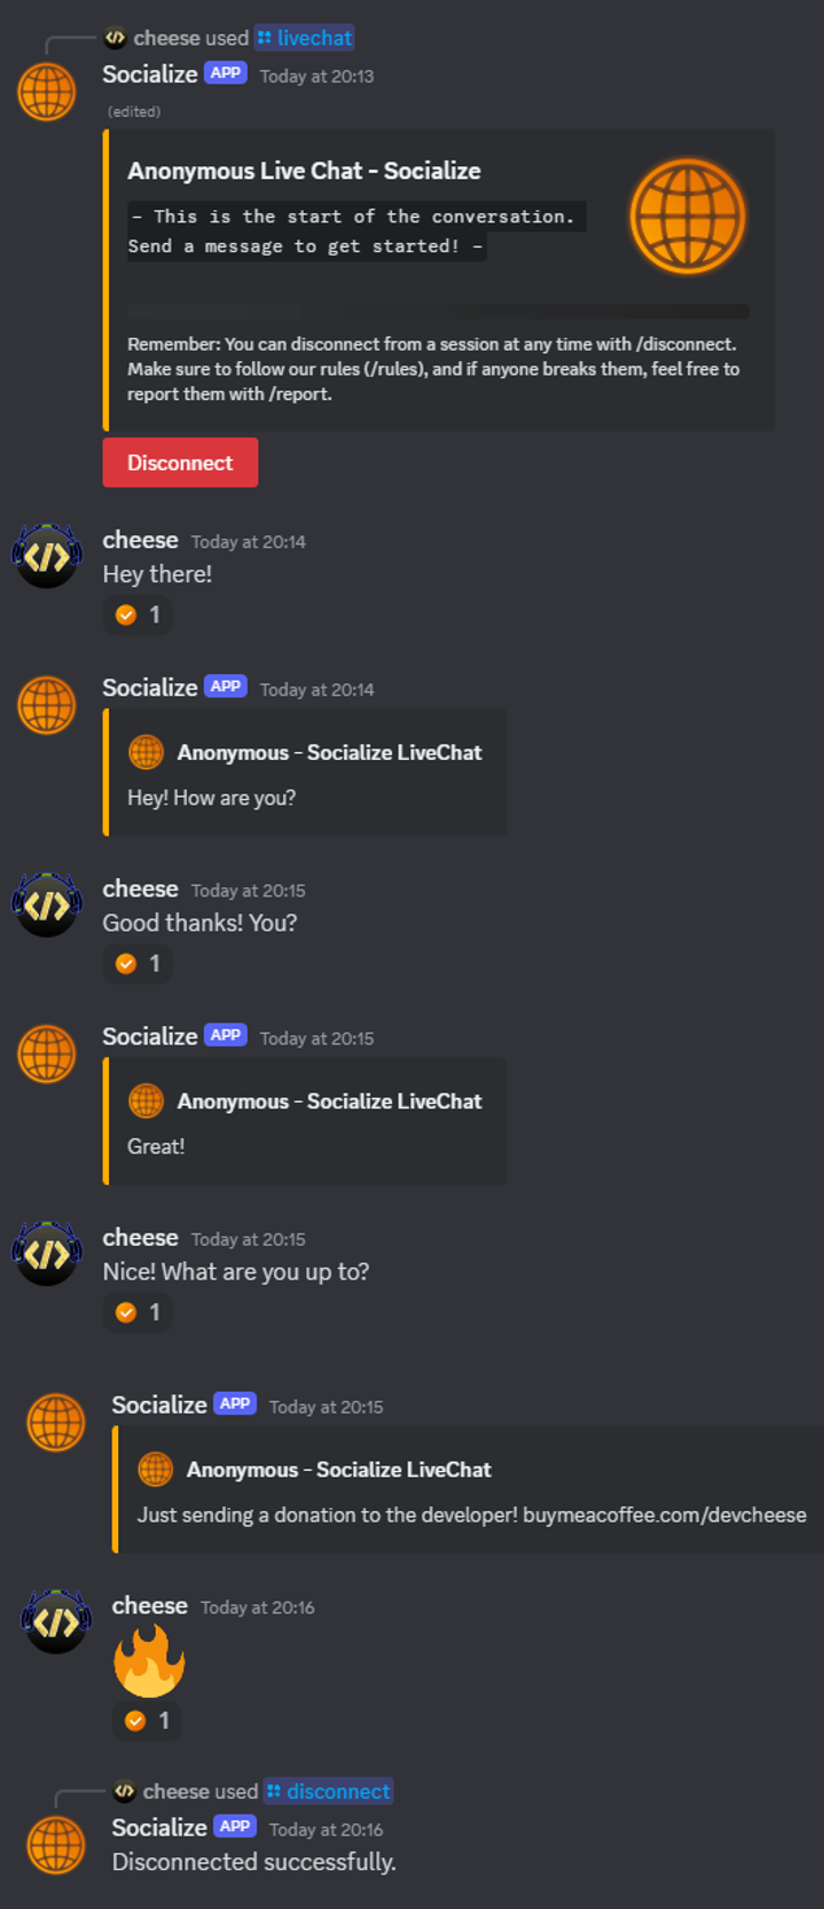 cheese used livechat
Socialize APP Today at 20:13
(edited)
Anonymous Live Chat - Socialize
- This is the start of the conversation.
Send a message to get started! -
Remember: You can disconnect from a session at any time with /disconnect.
Make sure to follow our rules (/rules), and if anyone breaks them, feel free to
report them with /report.
Disconnect
cheese Today at 20:14
</> Hey there!
1
Socialize APP Today at 20:14
Anonymous - Socialize LiveChat
Hey! How are you?
cheese Today at 20:15
</> Good thanks! You?
1
Socialize APP Today at 20:15
Anonymous - Socialize LiveChat
Great!
cheese Today at 20:15
</> Nice! What are you up to?
1
Socialize APP Today at 20:15
Anonymous - Socialize LiveChat
Just sending a donation to the developer! buymeacoffee.com/devcheese
cheese Today at 20:16
</>
1
cheese used disconnect
Socialize APP Today at 20:16
Disconnected successfully.